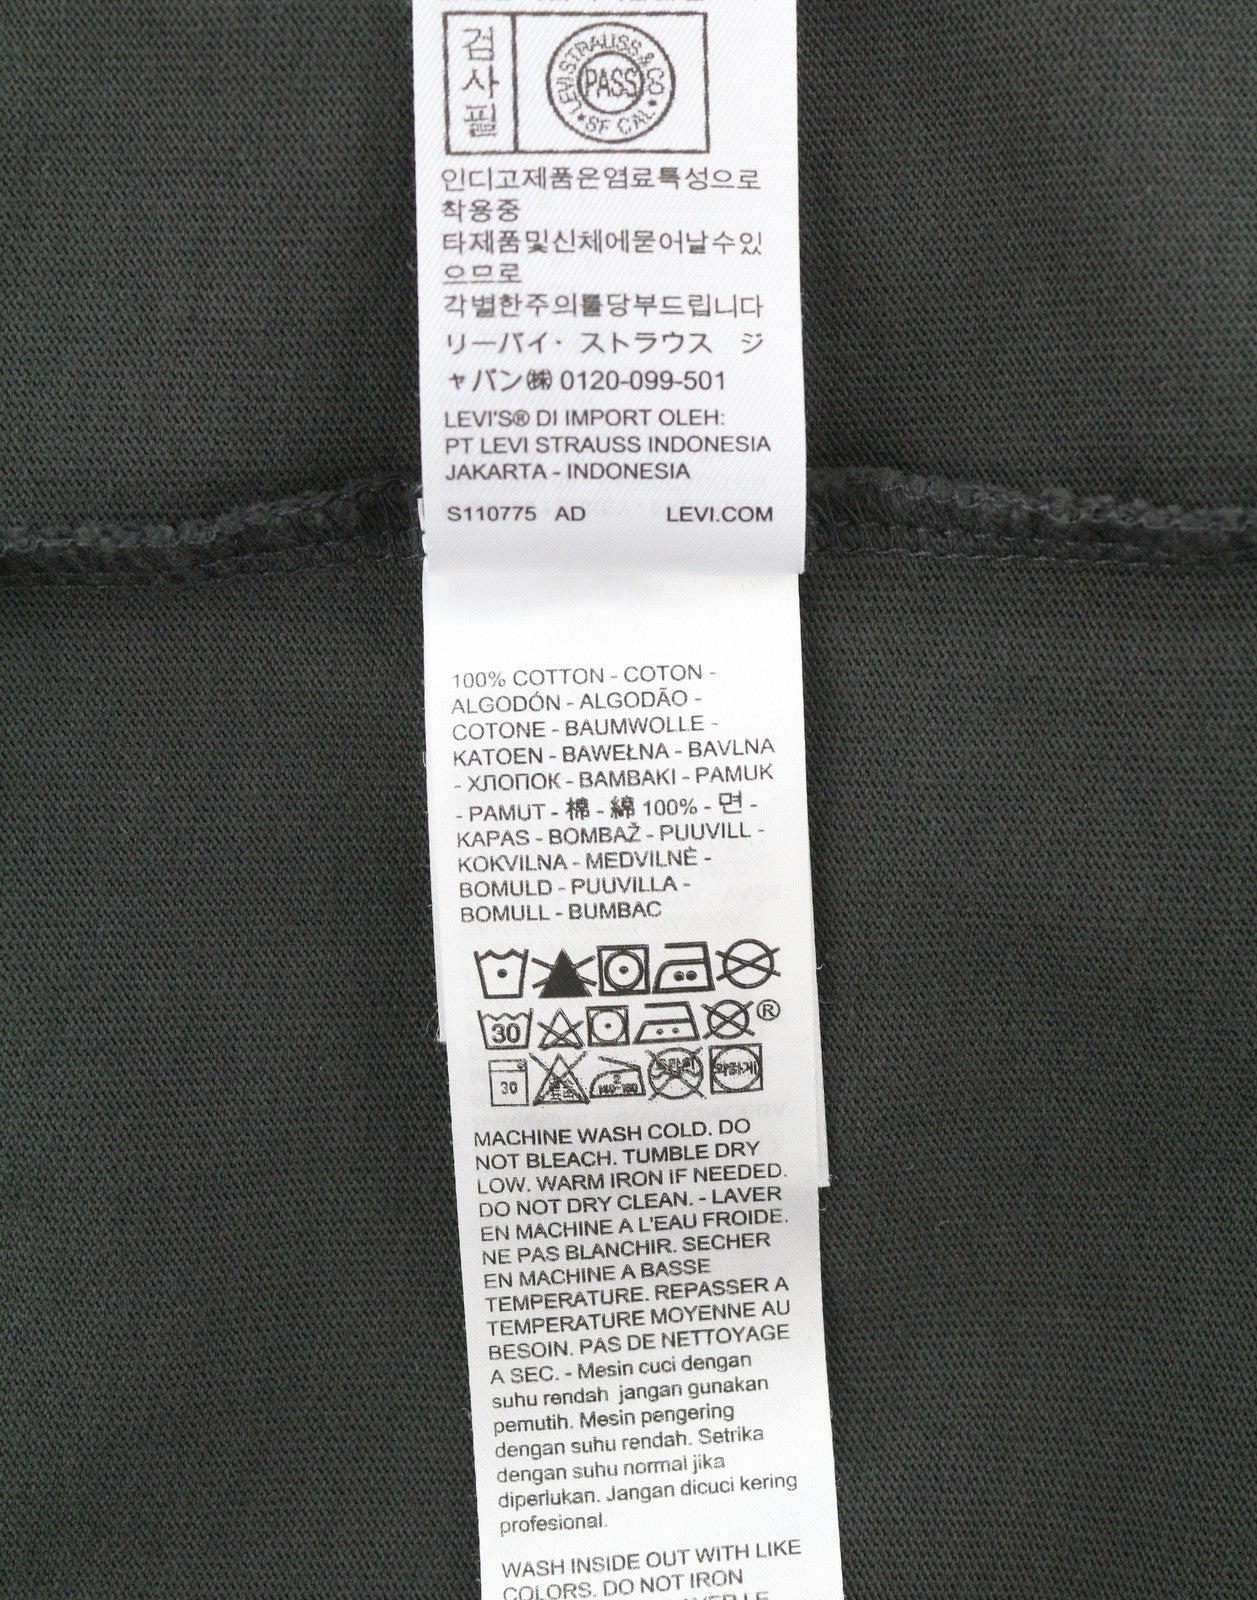 검사필
LEVI STRAUSS & CO
PASS
SF CAL
인디고제품은염료특성으로
착용중
타제품및신체에묻어날수있
으므로
각별한주의를당부드립니다
リーバイ・ストラウス ジ
ャパン㈱ 0120-099-501
LEVI'S® DI IMPORT OLEH:
PT LEVI STRAUSS INDONESIA
JAKARTA - INDONESIA
S110775 AD LEVI.COM
100% COTTON - COTON -
ALGODÓN - ALGODÃO -
COTONE - BAUMWOLLE -
KATOEN - BAWEŁNA - BAVLNA
- ХЛОПОК - BAMBAKI - PAMUK
- PAMUT - 棉 - 綿 100% - 면 -
KAPAS - BOMBAŽ - PUUVILL -
KOKVILNA - MEDVILNĖ -
BOMULD - PUUVILLA -
BOMULL - BUMBAC
30 ®
30
MACHINE WASH COLD. DO
NOT BLEACH. TUMBLE DRY
LOW. WARM IRON IF NEEDED.
DO NOT DRY CLEAN. - LAVER
EN MACHINE A L'EAU FROIDE.
NE PAS BLANCHIR. SECHER
EN MACHINE A BASSE
TEMPERATURE. REPASSER A
TEMPERATURE MOYENNE AU
BESOIN. PAS DE NETTOYAGE
A SEC. - Mesin cuci dengan
suhu rendah jangan gunakan
pemutih. Mesin pengering
dengan suhu rendah. Setrika
dengan suhu normal jika
diperlukan. Jangan dicuci kering
profesional.
WASH INSIDE OUT WITH LIKE
COLORS. DO NOT IRON